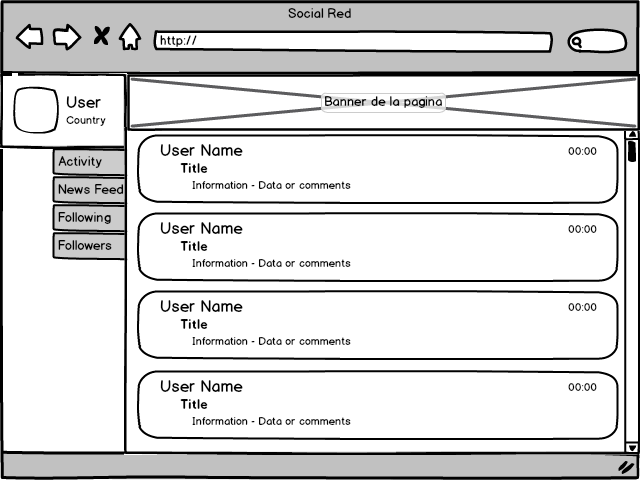 Social Red
http://
User
Country
Banner de la pagina
Activity
News Feed
Following
Followers
User Name
00:00
Title
Information - Data or comments
User Name
00:00
Title
Information - Data or comments
User Name
00:00
Title
Information - Data or comments
User Name
00:00
Title
Information - Data or comments